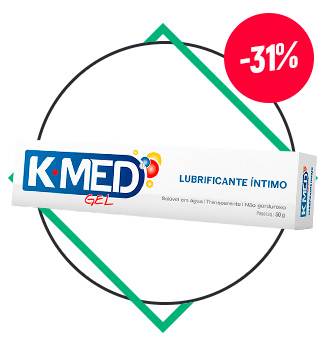 -31%
K•MED
GEL
LUBRIFICANTE ÍNTIMO
Solúvel em água | Transparente | Não gorduroso
50 g
K•MED